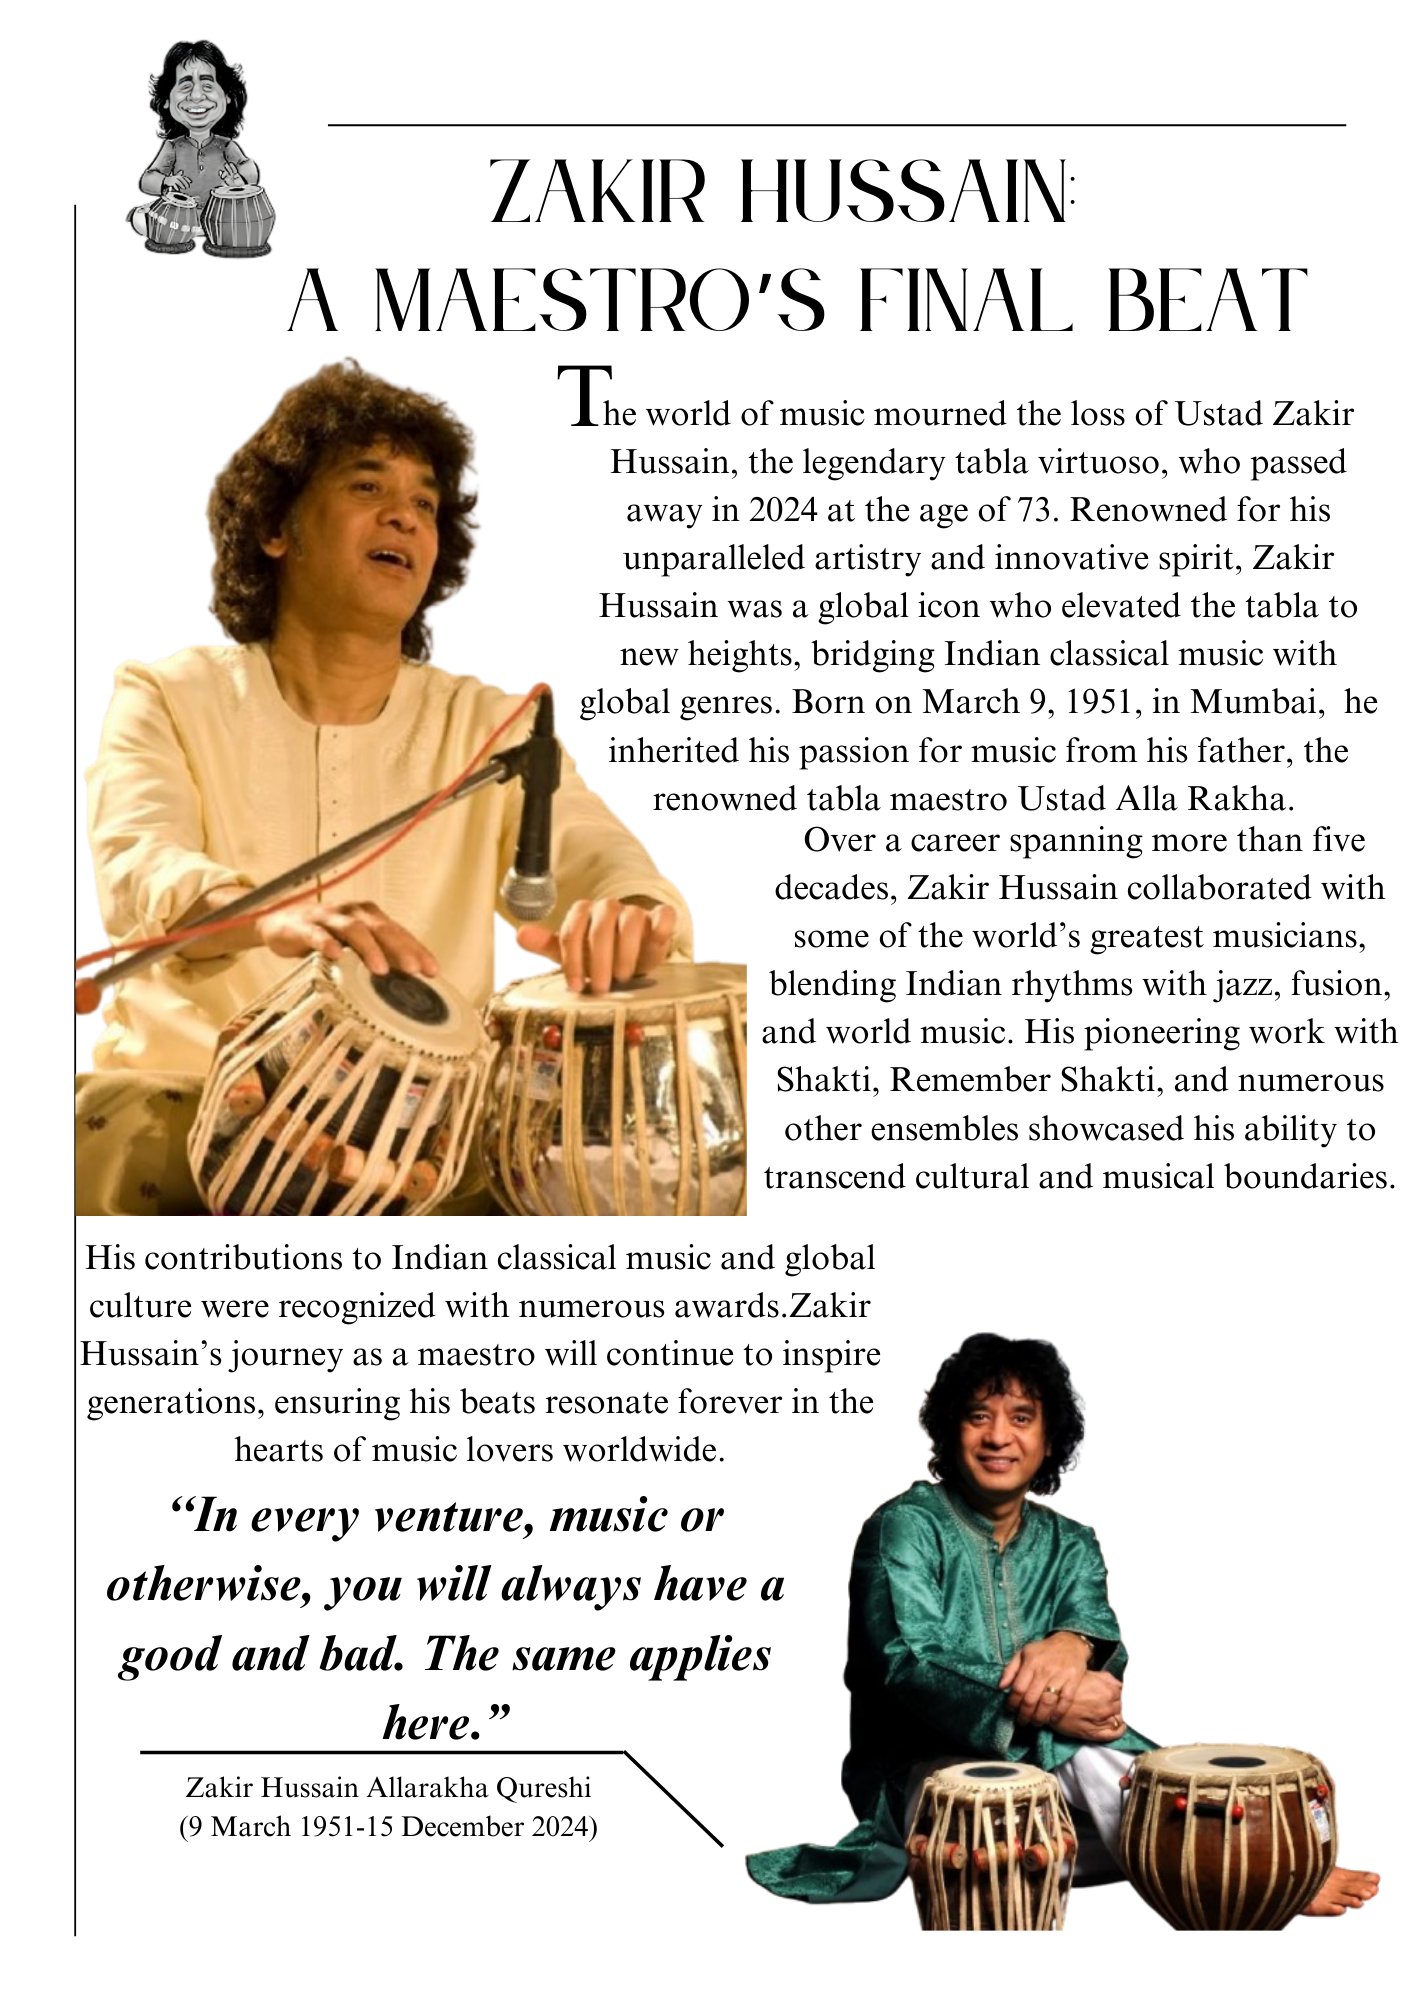 ZAKIR HUSSAIN:
A MAESTRO'S FINAL BEAT
The world of music mourned the loss of Ustad Zakir
Hussain, the legendary tabla virtuoso, who passed
away in 2024 at the age of 73. Renowned for his
unparalleled artistry and innovative spirit, Zakir
Hussain was a global icon who elevated the tabla to
new heights, bridging Indian classical music with
global genres. Born on March 9, 1951, in Mumbai,  he
inherited his passion for music from his father, the
renowned tabla maestro Ustad Alla Rakha.
Over a career spanning more than five
decades, Zakir Hussain collaborated with
some of the world’s greatest musicians,
blending Indian rhythms with jazz, fusion,
and world music. His pioneering work with
Shakti, Remember Shakti, and numerous
other ensembles showcased his ability to
transcend cultural and musical boundaries.
His contributions to Indian classical music and global
culture were recognized with numerous awards.Zakir
Hussain’s journey as a maestro will continue to inspire
generations, ensuring his beats resonate forever in the
hearts of music lovers worldwide.
“In every venture, music or
otherwise, you will always have a
good and bad. The same applies
here.”
Zakir Hussain Allarakha Qureshi
(9 March 1951-15 December 2024)